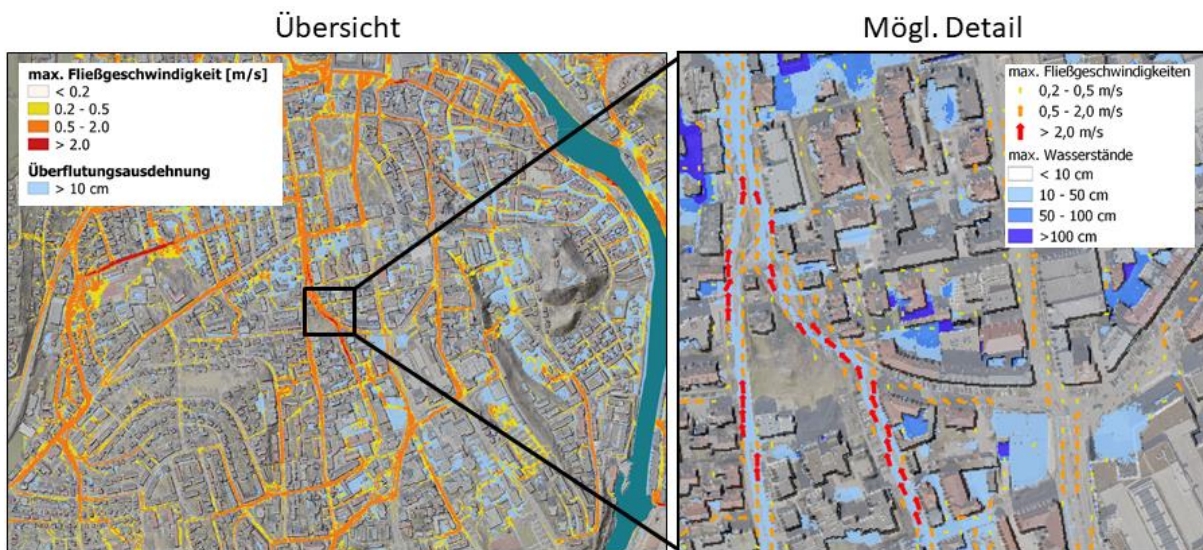 Übersicht
max. Fließgeschwindigkeit [m/s]
< 0.2
0.2 - 0.5
0.5 - 2.0
> 2.0
Überflutungsausdehnung
> 10 cm
Mögl. Detail
max. Fließgeschwindigkeiten
0,2 - 0,5 m/s
0,5 - 2,0 m/s
> 2,0 m/s
max. Wasserstände
< 10 cm
10 - 50 cm
50 - 100 cm
>100 cm